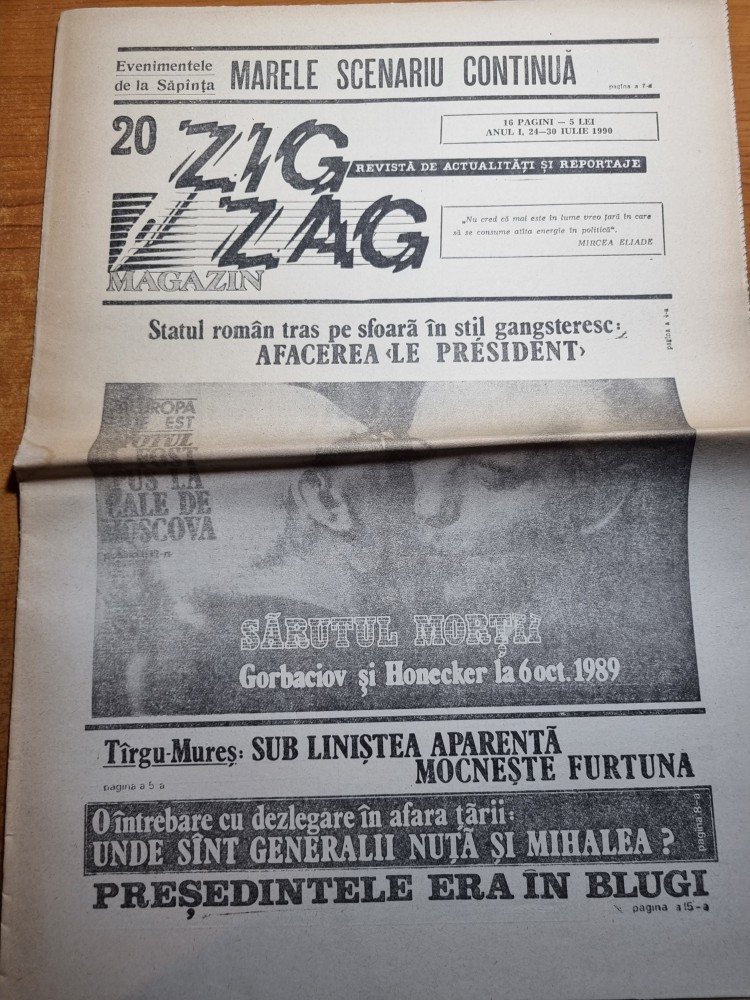 Evenimentele
de la Săpînța MARELE SCENARIU CONTINUĂ
pagina a 7-a
20
ZIG
ZAG
MAGAZIN
16 PAGINI — 5 LEI
ANUL I, 24—30 IULIE 1990
REVISTĂ DE ACTUALITĂȚI ȘI REPORTAJE
„Nu cred că mai este în lume vreo țară în care
să se consume atîta energie în politică".
MIRCEA ELIADE
Statul român tras pe sfoară în stil gangsteresc:
AFACEREA ‹LE PRÉSIDENT›
pagina a 4-a
EUROPA
DE EST
TOTUL
A FOST
PUS LA
CALE DE
MOSCOVA
SĂRUTUL MORȚII
Gorbaciov și Honecker la 6 oct. 1989
Tîrgu-Mureș: SUB LINIȘTEA APARENTĂ
MOCNEȘTE FURTUNA
pagina a 5-a
O întrebare cu dezlegare în afara țării:
UNDE SÎNT GENERALII NUȚĂ ȘI MIHALEA ?
pagina 8-a
PREȘEDINTELE ERA ÎN BLUGI
pagina a 15-a